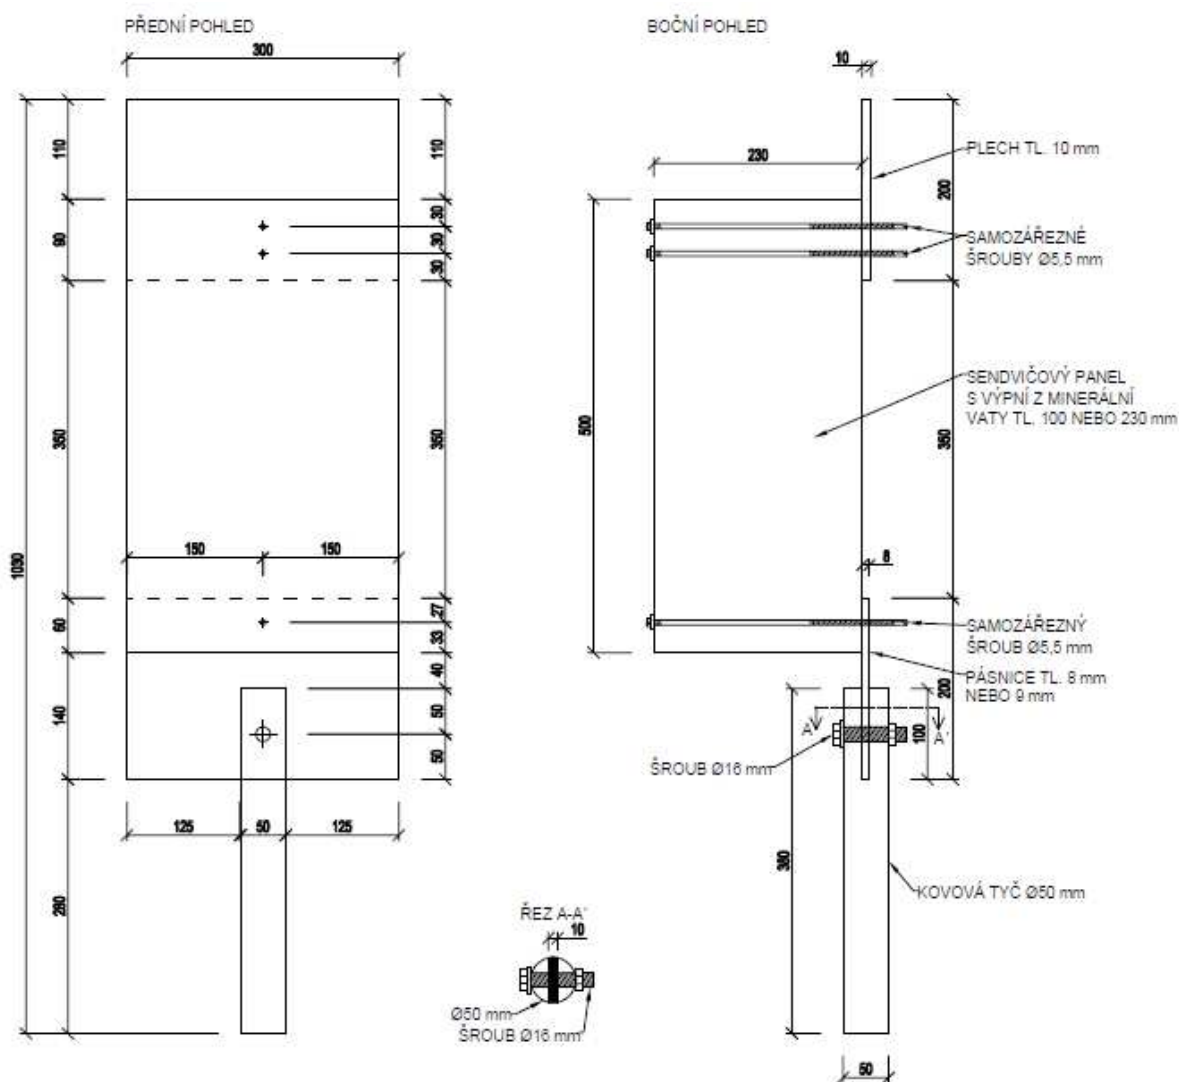 PŘEDNÍ POHLED
300
1030
110
90
350
60
140
280
110
30
30
30
350
27
33
40
50
50
150
150
125
50
125
BOČNÍ POHLED
10
230
500
200
350
8
200
100
380
50
PLECH TL. 10 mm
SAMOZÁŘEZNÉ
ŠROUBY Ø5,5 mm
SENDVIČOVÝ PANEL
S VÝPNÍ Z MINERÁLNÍ
VATY TL. 100 NEBO 230 mm
SAMOZÁŘEZNÝ
ŠROUB Ø5,5 mm
PÁSNICE TL. 8 mm
NEBO 9 mm
A
A'
ŠROUB Ø16 mm
KOVOVÁ TYČ Ø50 mm
ŘEZ A-A'
10
Ø50 mm
ŠROUB Ø16 mm